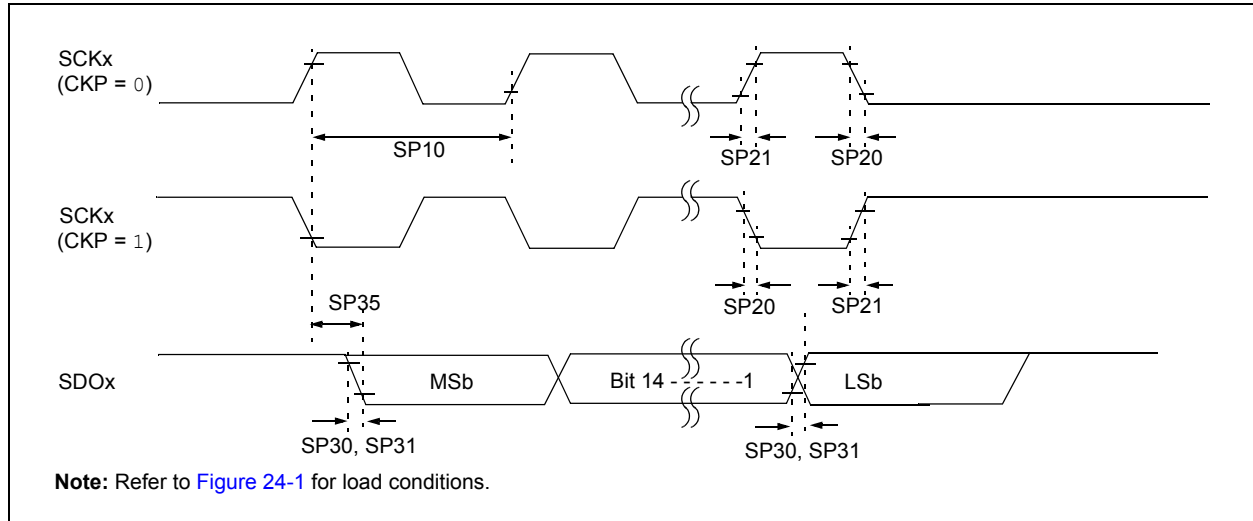 SCKx
(CKP = 0)
SP10
SP21
SP20
SCKx
(CKP = 1)
SP35
SP20
SP21
SDOx
MSb
Bit 14 - - - - - -1
LSb
SP30, SP31
SP30, SP31
Note: Refer to Figure 24-1 for load conditions.